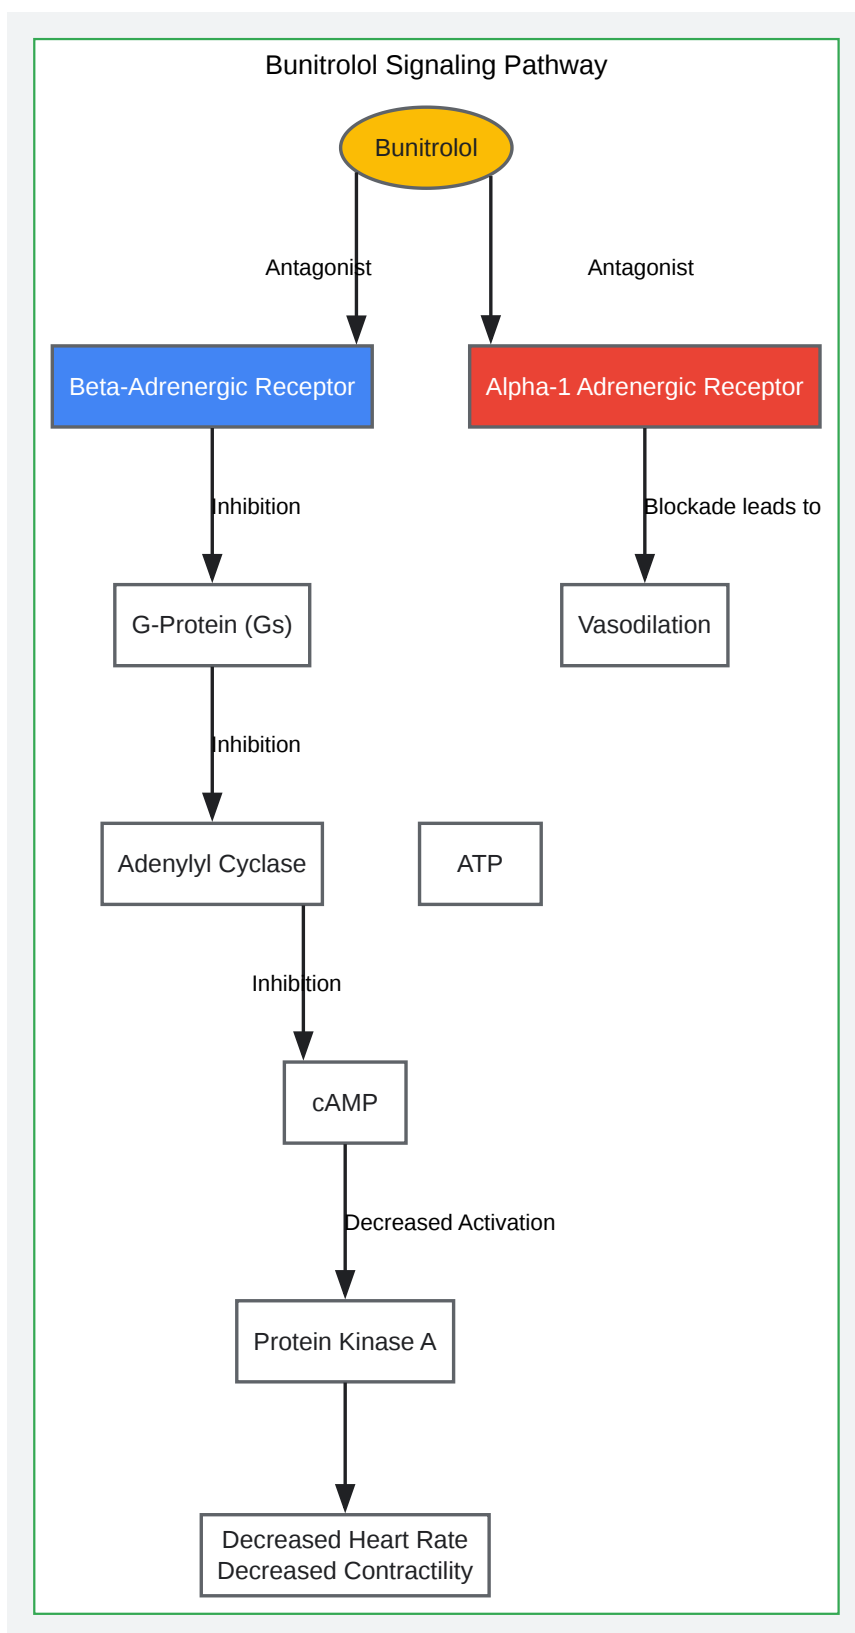 Bunitrolol Signaling Pathway
Bunitrolol
Antagonist
Antagonist
Beta-Adrenergic Receptor
Alpha-1 Adrenergic Receptor
Inhibition
Blockade leads to
G-Protein (Gs)
Vasodilation
Inhibition
Adenylyl Cyclase
ATP
Inhibition
cAMP
Decreased Activation
Protein Kinase A
Decreased Heart Rate
Decreased Contractility